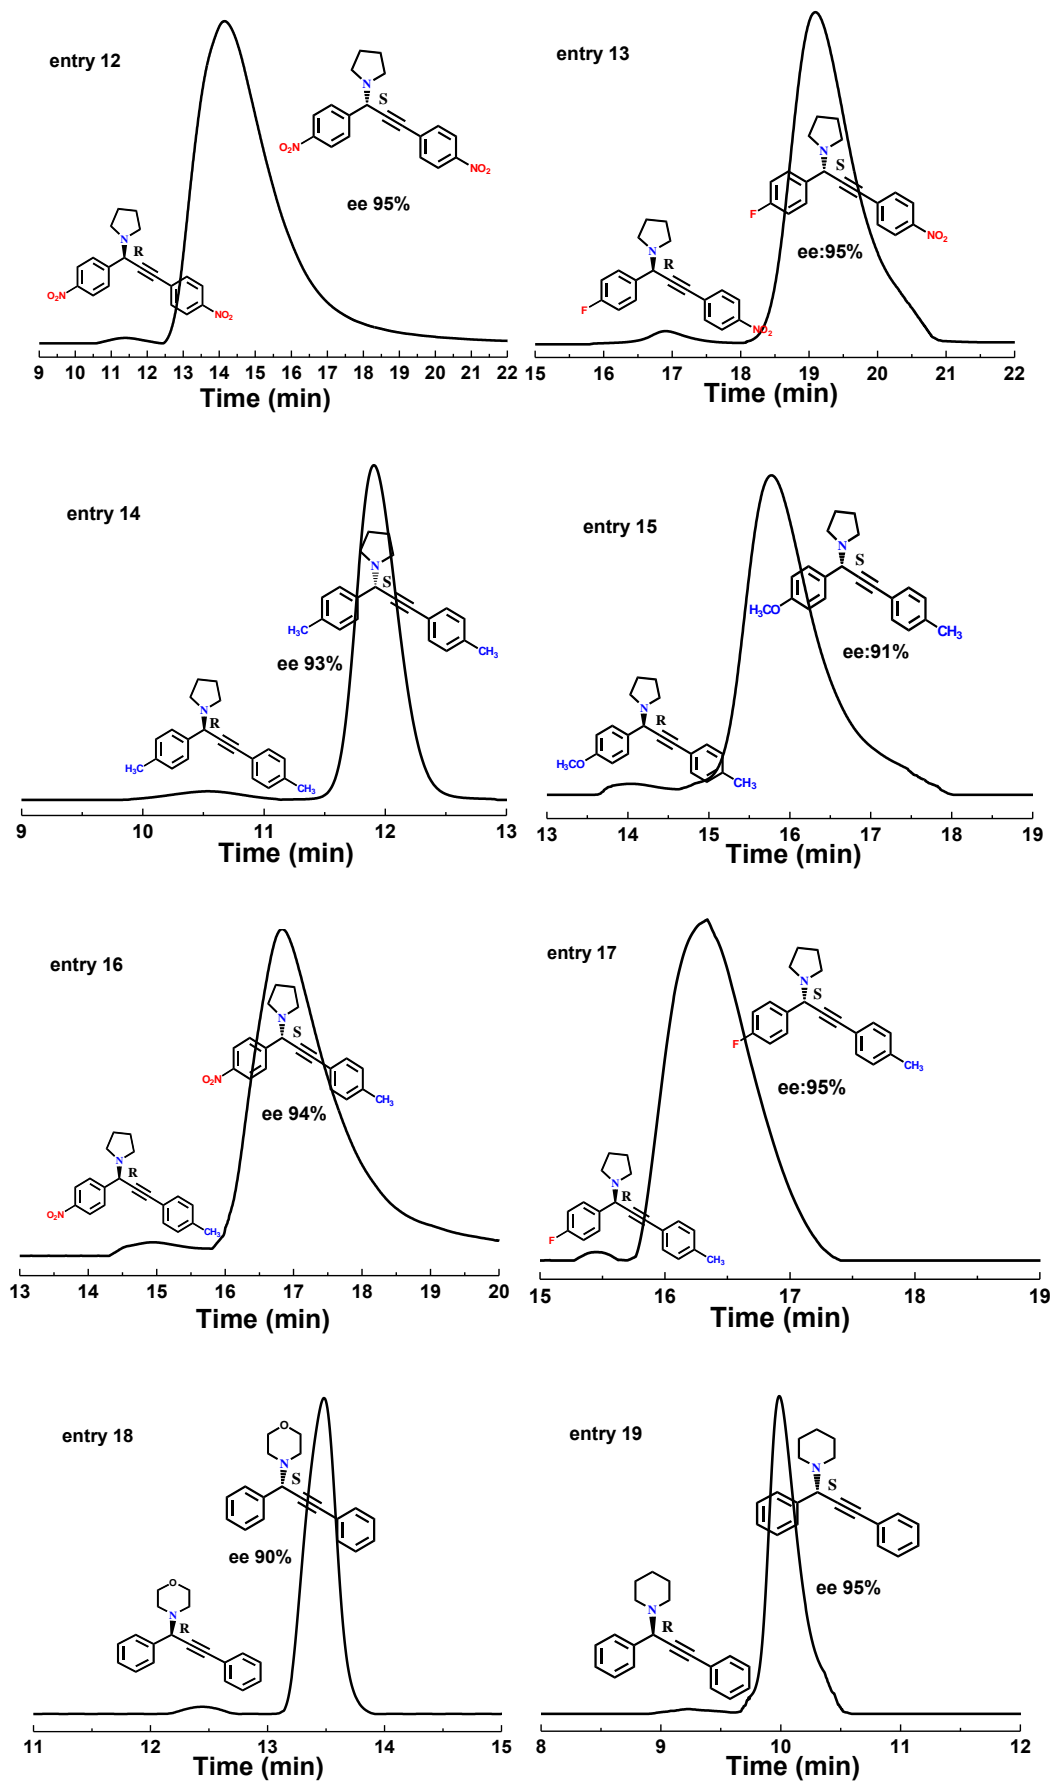 entry 12
N
S
O₂N
NO₂
ee 95%
N
R
O₂N
NO₂
9 10 11 12 13 14 15 16 17 18 19 20 21 22
Time (min)
entry 13
N
S
F
NO₂
ee:95%
N
R
F
NO₂
15 16 17 18 19 20 21 22
Time (min)
entry 14
N
S
H₃C
CH₃
ee 93%
N
R
H₃C
CH₃
9 10 11 12 13
Time (min)
entry 15
N
S
H₃CO
CH₃
ee:91%
N
R
H₃CO
CH₃
13 14 15 16 17 18 19
Time (min)
entry 16
N
S
O₂N
CH₃
ee 94%
N
R
O₂N
CH₃
13 14 15 16 17 18 19 20
Time (min)
entry 17
N
S
F
CH₃
ee:95%
N
R
F
CH₃
15 16 17 18 19
Time (min)
entry 18
O
N
S
ee 90%
O
N
R
11 12 13 14 15
Time (min)
entry 19
N
S
ee 95%
N
R
8 9 10 11 12
Time (min)